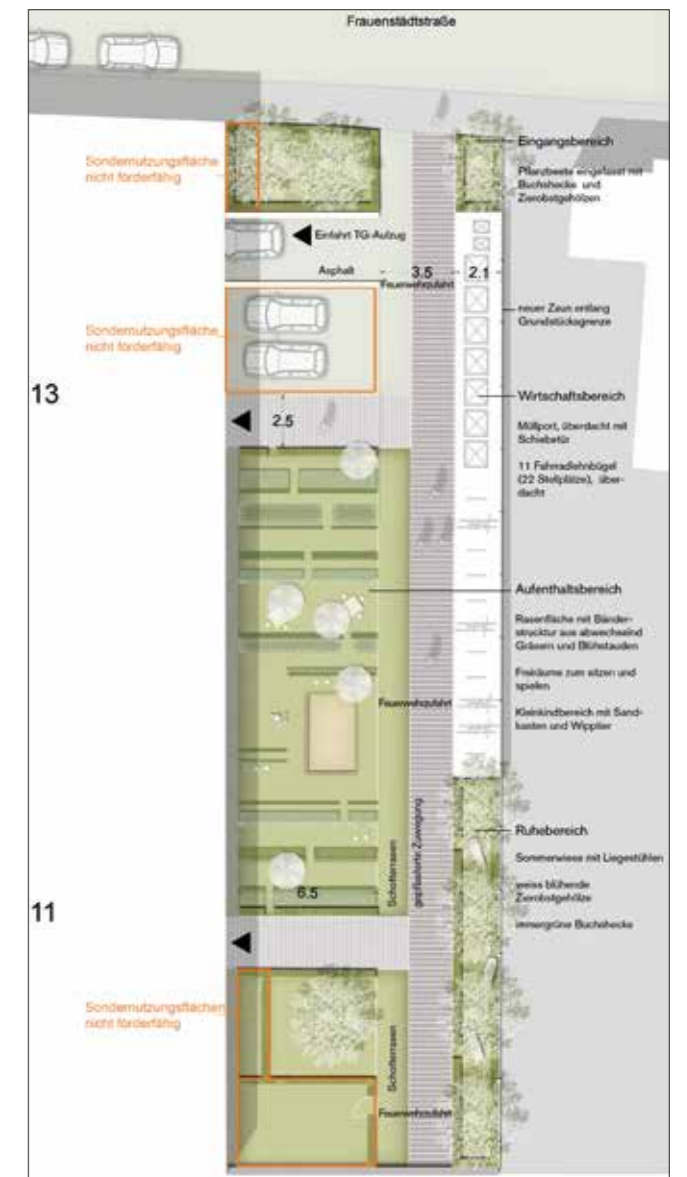 Frauenstädtstraße
Sondernutzungsfläche
nicht förderfähig
Eingangsbereich
Pflanzbeete eingefasst mit
Buchshecke und
Zierobstgehölzen
Einfahrt TG-Aufzug
Asphalt
3.5
2.1
Feuerwehrzufahrt
neuer Zaun entlang
Grundstücksgrenze
Sondernutzungsfläche
nicht förderfähig
13
Wirtschaftsbereich
2.5
Müllport, überdacht mit
Schiebetür
11 Fahrradlehnbügel
(22 Stellplätze), über-
dacht
Aufenthaltsbereich
Rasenfläche mit Bänder-
struktur aus abwechselnd
Gräsern und Blühstauden
Freiräume zum sitzen und
spielen
Feuerwehrzufahrt
Kleinkindbereich mit Sand-
kasten und Wipptier
gepflasterte Zuwegung
Schotterrasen
Ruhebereich
Sommerwiese mit Liegestühlen
weiss blühende
Zierobstgehölze
6.5
11
immergrüne Buchshecke
Sondernutzungsflächen
nicht förderfähig
Schotterrasen
Feuerwehrzufahrt